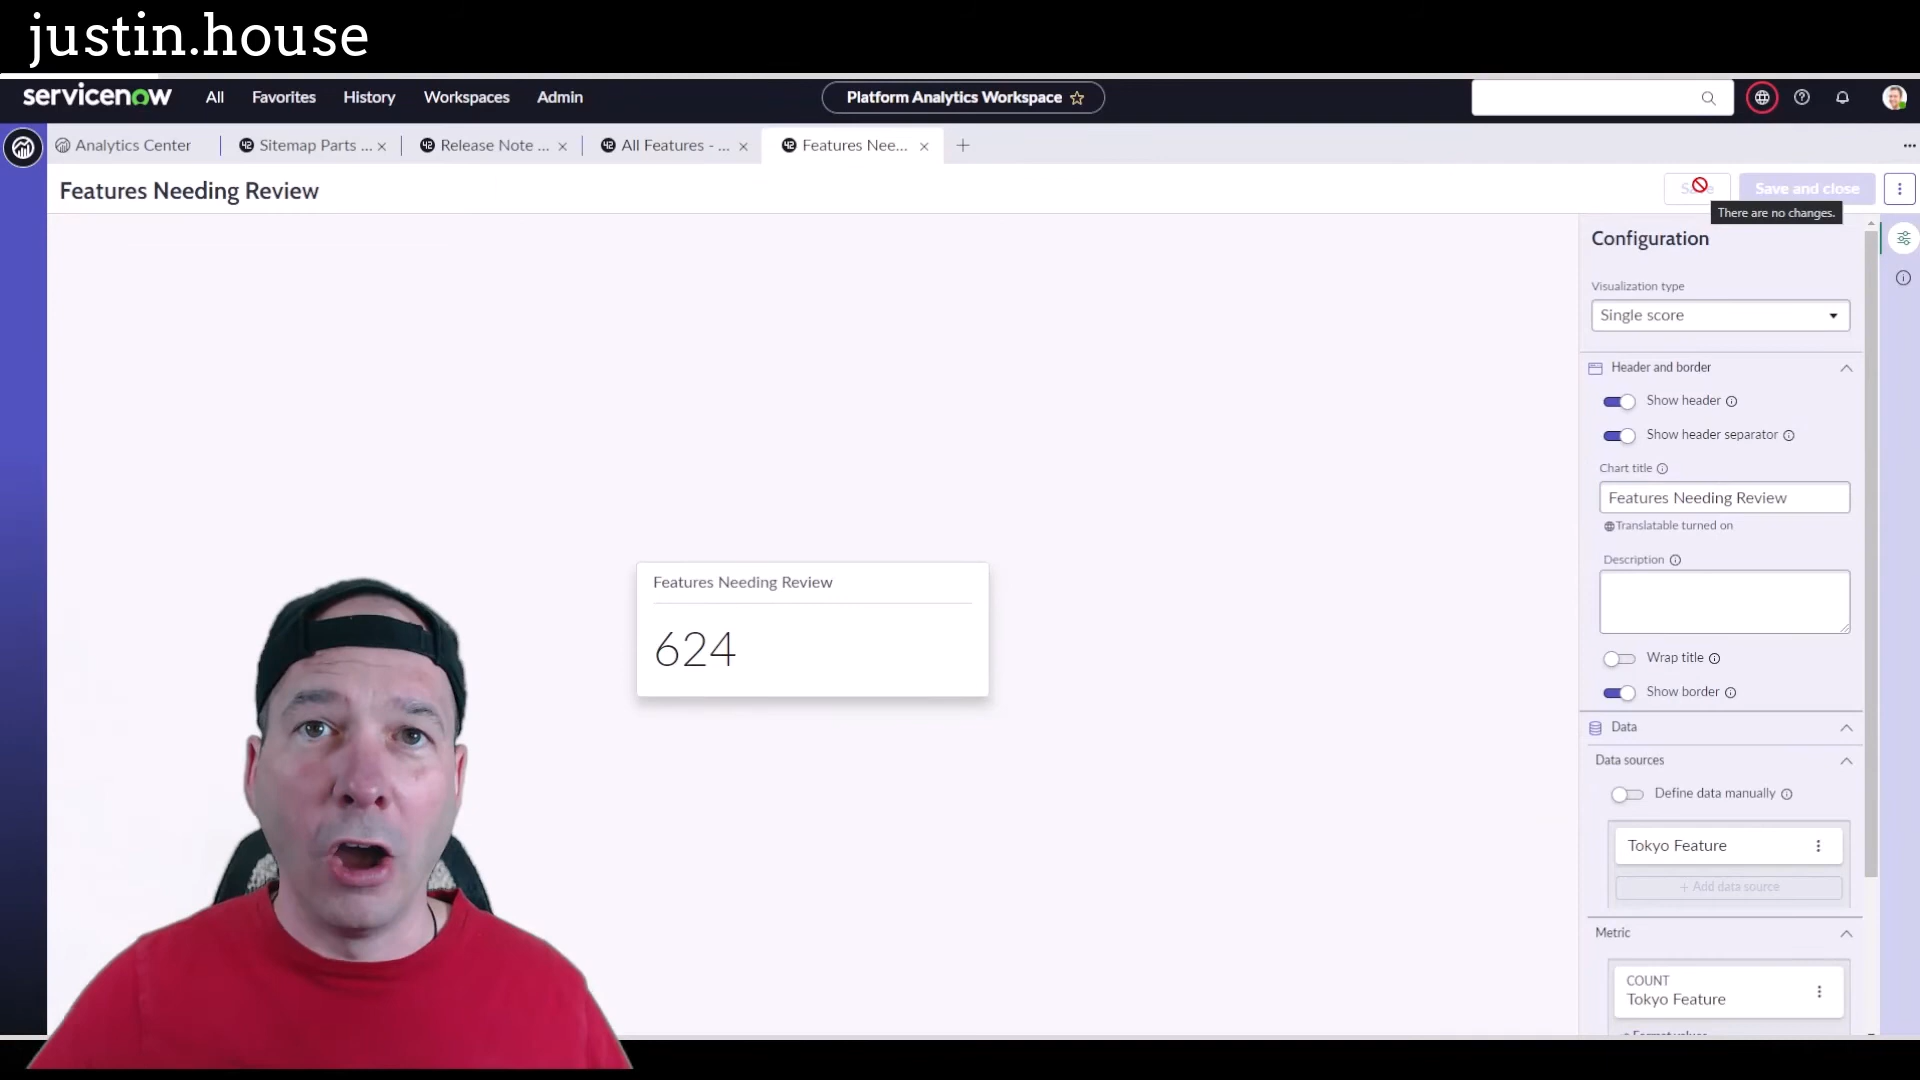 justin.house
servicenow All Favorites History Workspaces Admin Platform Analytics Workspace
Analytics Center Sitemap Parts ... Release Note ... All Features - ... Features Nee...
Features Needing Review Save and close
There are no changes.
Configuration
Visualization type
Single score
Header and border
Show header
Show header separator
Chart title
Features Needing Review
Translatable turned on
Description
Wrap title
Show border
Data
Data sources
Define data manually
Tokyo Feature
+ Add data source
Metric
COUNT
Tokyo Feature
Features Needing Review
624